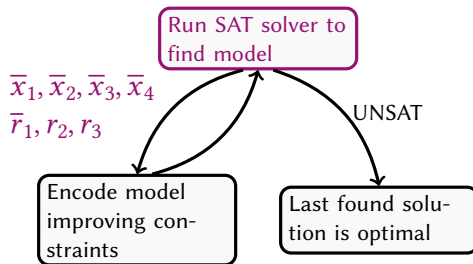 Run SAT solver to
find model
x̅₁, x̅₂, x̅₃, x̅₄
r̅₁, r₂, r₃
UNSAT
Encode model
improving con-
straints
Last found solu-
tion is optimal